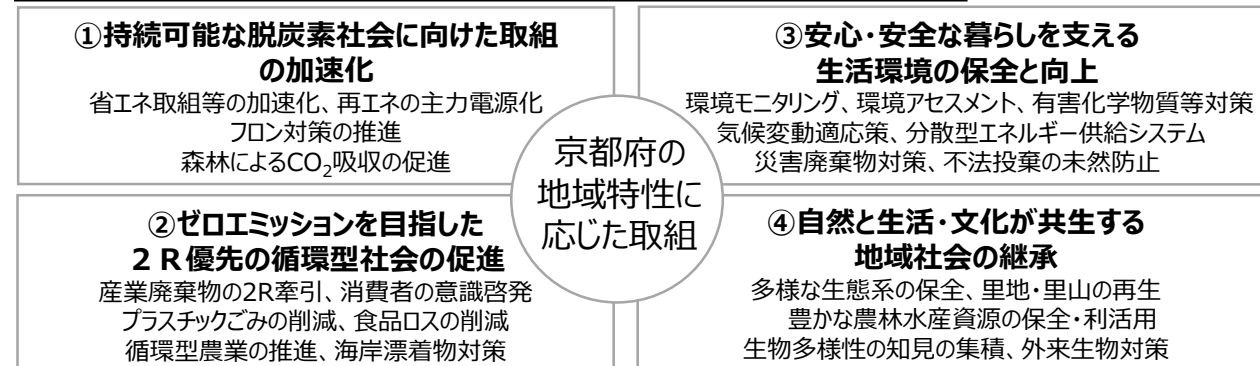 ①持続可能な脱炭素社会に向けた取組
の加速化
省エネ取組等の加速化、再エネの主力電源化
フロン対策の推進
森林によるCO₂吸収の促進
②ゼロエミッションを目指した
２Ｒ優先の循環型社会の促進
産業廃棄物の2R牽引、消費者の意識啓発
プラスチックごみの削減、食品ロスの削減
循環型農業の推進、海岸漂着物対策
京都府の
地域特性に
応じた取組
③安心・安全な暮らしを支える
生活環境の保全と向上
環境モニタリング、環境アセスメント、有害化学物質等対策
気候変動適応策、分散型エネルギー供給システム
災害廃棄物対策、不法投棄の未然防止
④自然と生活・文化が共生する
地域社会の継承
多様な生態系の保全、里地・里山の再生
豊かな農林水産資源の保全・利活用
生物多様性の知見の集積、外来生物対策